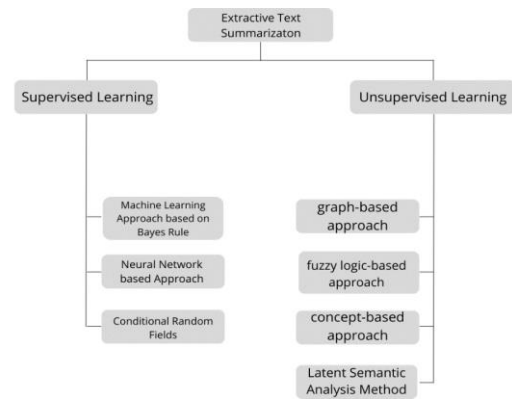 Extractive Text
Summarizaton
Supervised Learning
Unsupervised Learning
Machine Learning
Approach based on
Bayes Rule
Neural Network
based Approach
Conditional Random
Fields
graph-based
approach
fuzzy logic-based
approach
concept-based
approach
Latent Semantic
Analysis Method